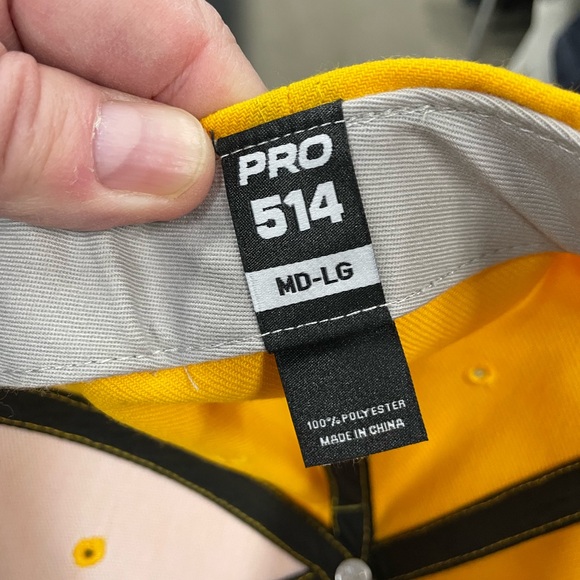 PRO
514
MD-LG
100% POLYESTER
MADE IN CHINA